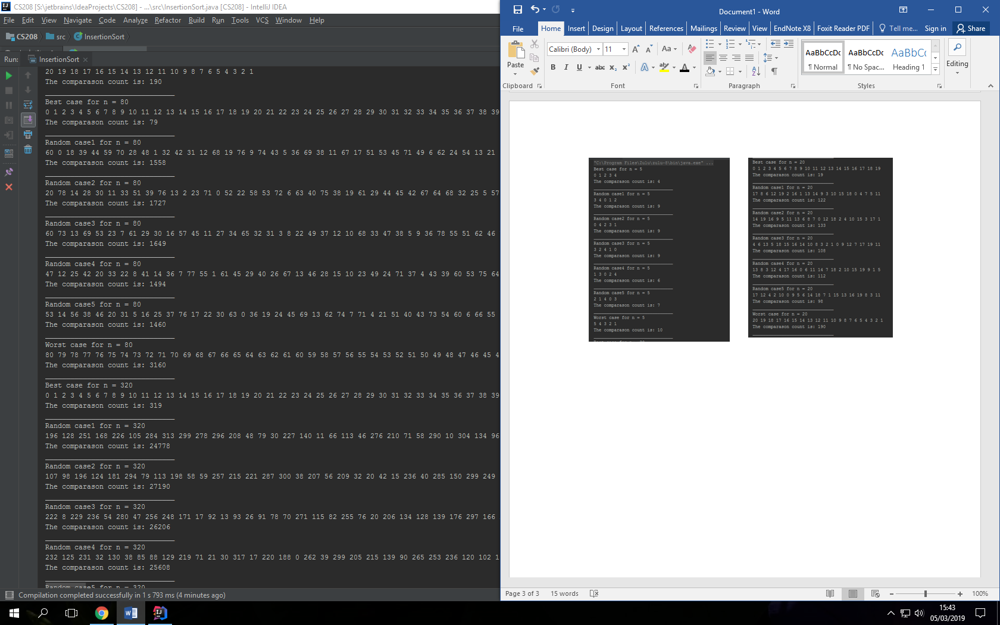 CS208 [S:\jetbrains\IdeaProjects\CS208] - ...\src\InsertionSort.java [CS208] - IntelliJ IDEA
File Edit View Navigate Code Analyze Refactor Build Run Tools VCS Window Help
CS208 src InsertionSort
Run: InsertionSort
20 19 18 17 16 15 14 13 12 11 10 9 8 7 6 5 4 3 2 1
The comparason count is: 190
Best case for n = 80
0 1 2 3 4 5 6 7 8 9 10 11 12 13 14 15 16 17 18 19 20 21 22 23 24 25 26 27 28 29 30 31 32 33 34 35 36 37 38 39
The comparason count is: 79
Random case1 for n = 80
60 0 18 39 44 59 70 28 48 1 32 42 31 12 68 19 76 9 74 43 5 36 69 38 11 67 17 51 53 45 71 49 6 62 24 54 13 21
The comparason count is: 1558
Random case2 for n = 80
20 78 14 28 30 11 33 51 39 76 13 2 23 71 0 52 22 58 53 72 6 63 40 75 38 19 61 29 44 45 42 67 64 68 32 25 5 57
The comparason count is: 1727
Random case3 for n = 80
60 73 13 69 53 23 7 61 29 30 16 57 45 11 27 34 65 32 31 3 8 22 49 37 12 10 68 33 47 38 5 9 36 78 55 51 62 46
The comparason count is: 1649
Random case4 for n = 80
47 12 25 42 20 33 22 8 41 14 36 7 77 55 1 61 45 29 40 26 67 13 46 28 15 10 23 49 24 71 37 4 43 39 60 53 75 64
The comparason count is: 1494
Random case5 for n = 80
53 14 56 38 46 20 31 5 16 25 37 76 17 22 30 63 0 36 19 24 45 69 13 62 74 7 71 4 21 51 40 43 73 54 60 6 66 55
The comparason count is: 1460
Worst case for n = 80
80 79 78 77 76 75 74 73 72 71 70 69 68 67 66 65 64 63 62 61 60 59 58 57 56 55 54 53 52 51 50 49 48 47 46 45 4
The comparason count is: 3160
Best case for n = 320
0 1 2 3 4 5 6 7 8 9 10 11 12 13 14 15 16 17 18 19 20 21 22 23 24 25 26 27 28 29 30 31 32 33 34 35 36 37 38 39
The comparason count is: 319
Random case1 for n = 320
196 128 251 168 226 105 284 313 299 278 296 208 48 79 30 227 140 11 66 113 46 276 210 71 58 290 10 304 134 96
The comparason count is: 24778
Random case2 for n = 320
107 98 196 124 181 294 79 113 198 58 59 257 215 221 287 300 38 207 56 209 32 20 42 15 236 40 285 150 299 249
The comparason count is: 27190
Random case3 for n = 320
222 8 229 236 54 280 47 256 248 171 17 92 13 93 26 91 78 70 271 115 82 255 76 20 206 134 128 139 176 297 166
The comparason count is: 26206
Random case4 for n = 320
232 125 231 32 130 38 85 88 129 219 71 21 30 317 17 220 188 0 262 39 299 205 215 139 90 265 253 236 120 102 1
The comparason count is: 25608
Random case5 for n = 320
Compilation completed successfully in 1 s 793 ms (4 minutes ago)
Document1 - Word
File Home Insert Design Layout References Mailings Review View EndNote X8 Foxit Reader PDF Tell me... Sign in Share
Paste
Calibri (Body) 11
Aa
B I U abc x₂ x²
AaBbCcDc AaBbCcDc AaBbCc
¶ Normal ¶ No Spac... Heading 1
Editing
Clipboard Font Paragraph Styles
"C:\Program Files\Zulu\zulu-8\bin\java.exe" ...
Best case for n = 5
0 1 2 3 4
The comparason count is: 4
Random case1 for n = 5
3 4 0 1 2
The comparason count is: 9
Random case2 for n = 5
0 4 2 3 1
The comparason count is: 9
Random case3 for n = 5
3 2 4 1 0
The comparason count is: 9
Random case4 for n = 5
1 3 0 2 4
The comparason count is: 6
Random case5 for n = 5
2 1 4 0 3
The comparason count is: 7
Worst case for n = 5
5 4 3 2 1
The comparason count is: 10
Best case for n = 20
0 1 2 3 4 5 6 7 8 9 10 11 12 13 14 15 16 17 18 19
The comparason count is: 19
Random case1 for n = 20
17 8 6 12 19 2 16 1 13 14 9 3 10 15 18 0 4 7 5 11
The comparason count is: 122
Random case2 for n = 20
14 19 16 9 5 11 13 6 8 7 0 12 18 2 4 10 15 3 17 1
The comparason count is: 133
Random case3 for n = 20
4 6 13 5 18 15 16 14 10 8 3 2 1 0 9 12 7 17 19 11
The comparason count is: 108
Random case4 for n = 20
13 8 3 12 4 17 16 0 6 11 14 7 18 2 10 15 19 9 1 5
The comparason count is: 112
Random case5 for n = 20
17 12 4 2 10 0 9 5 6 14 18 7 1 15 13 16 19 8 3 11
The comparason count is: 98
Worst case for n = 20
20 19 18 17 16 15 14 13 12 11 10 9 8 7 6 5 4 3 2 1
The comparason count is: 190
Page 3 of 3 15 words 100%
15:43
05/03/2019